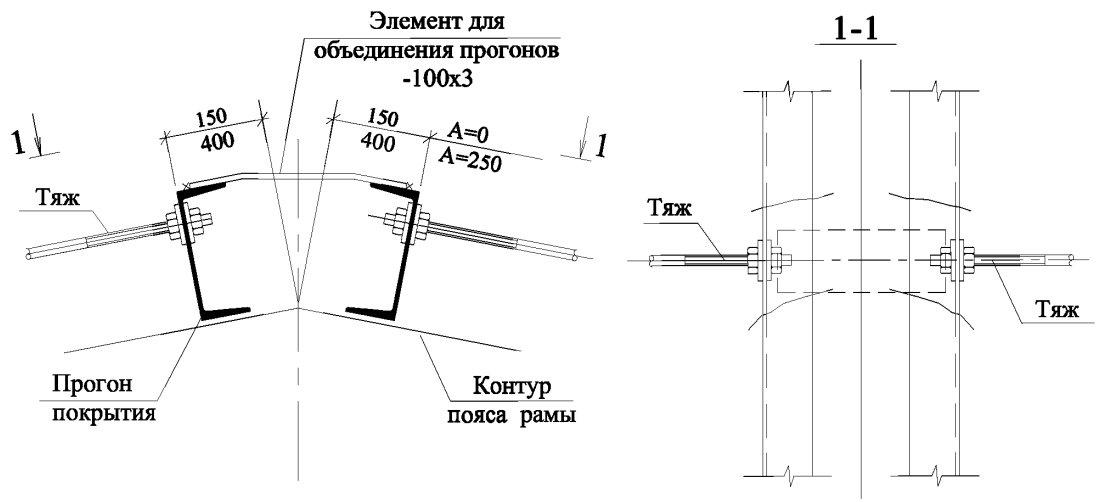 Элемент для
объединения прогонов
-100х3
1-1
1
150
400
150
400
А=0
А=250
1
Тяж
Тяж
Тяж
Прогон
покрытия
Контур
пояса рамы